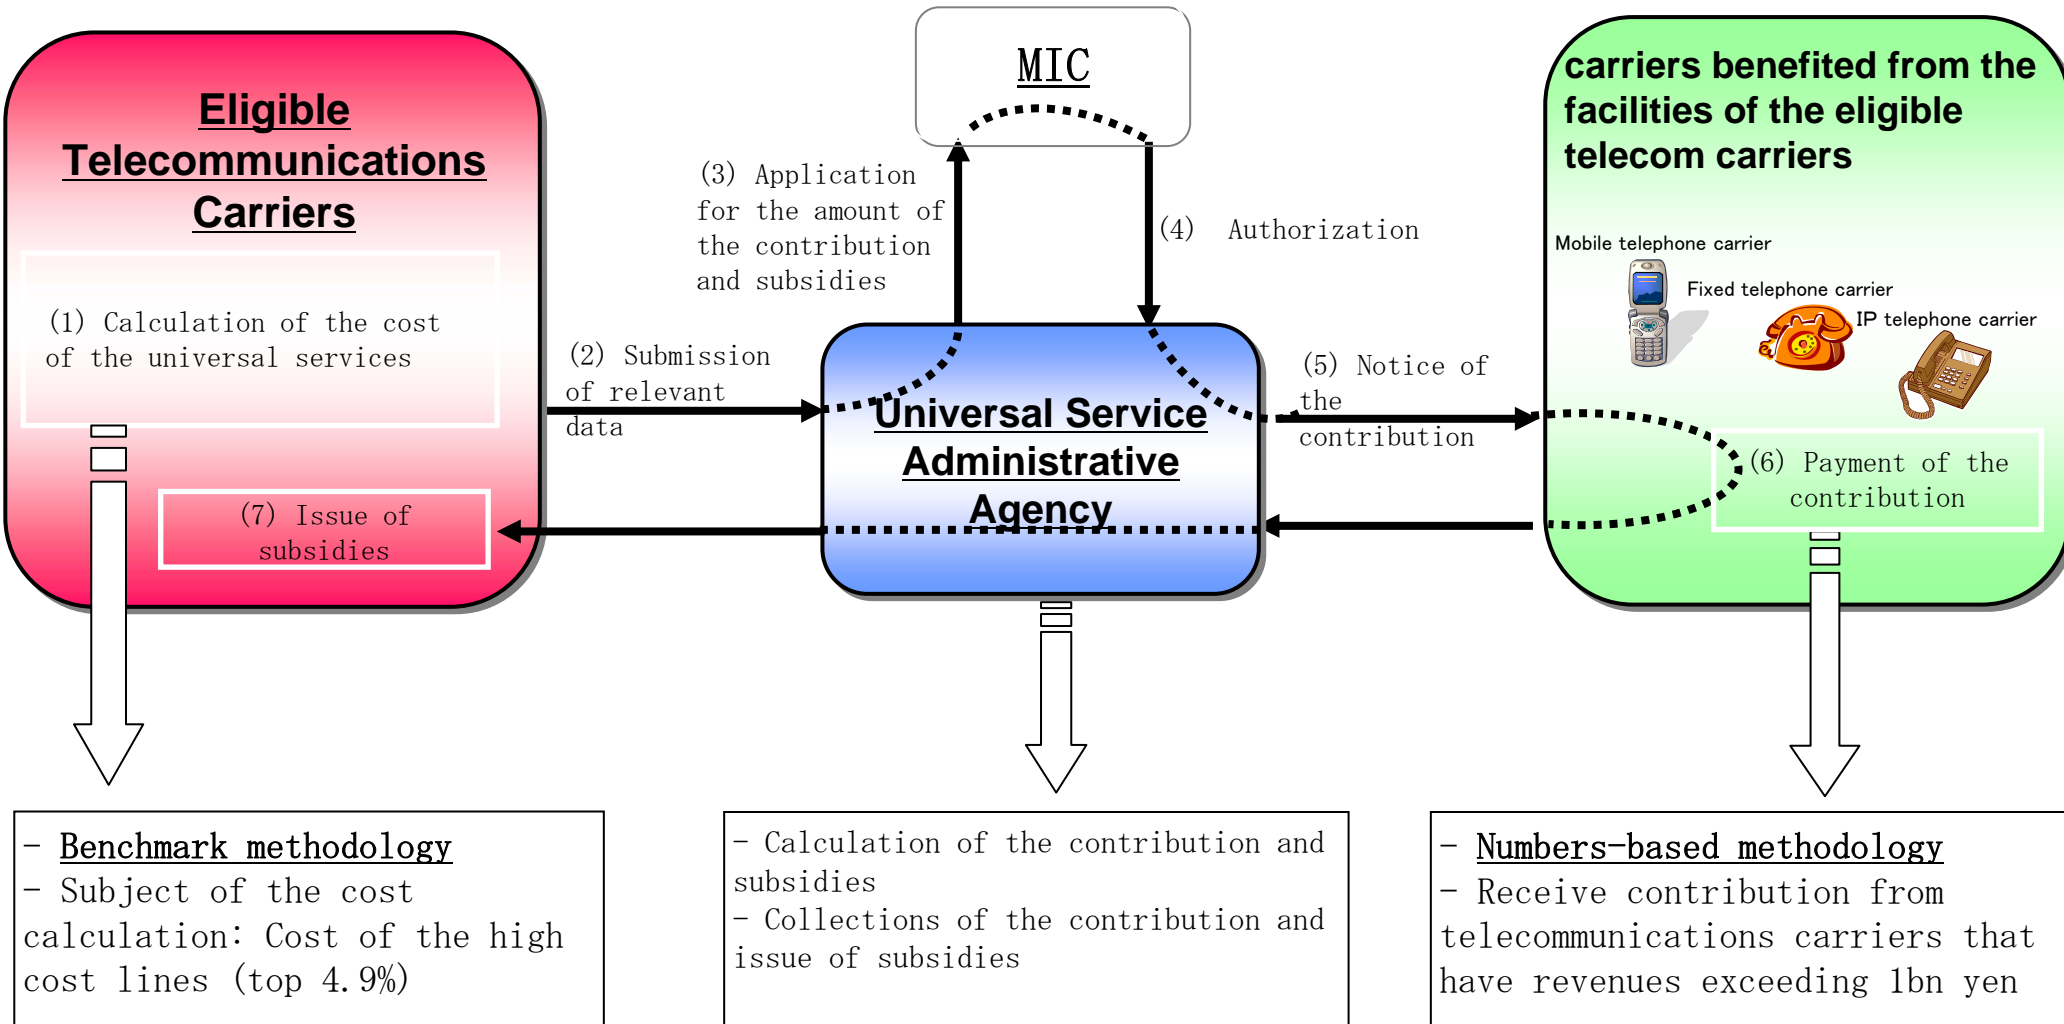 MIC
Eligible
Telecommunications
Carriers
(1) Calculation of the cost
of the universal services
(7) Issue of
subsidies
(2) Submission
of relevant
data
(3) Application
for the amount of
the contribution
and subsidies
(4) Authorization
Universal Service
Administrative
Agency
(5) Notice of
the
contribution
carriers benefited from the
facilities of the eligible
telecom carriers
Mobile telephone carrier
Fixed telephone carrier
IP telephone carrier
(6) Payment of the
contribution
- Benchmark methodology
- Subject of the cost
calculation: Cost of the high
cost lines (top 4.9%)
- Calculation of the contribution and
subsidies
- Collections of the contribution and
issue of subsidies
- Numbers-based methodology
- Receive contribution from
telecommunications carriers that
have revenues exceeding 1bn yen